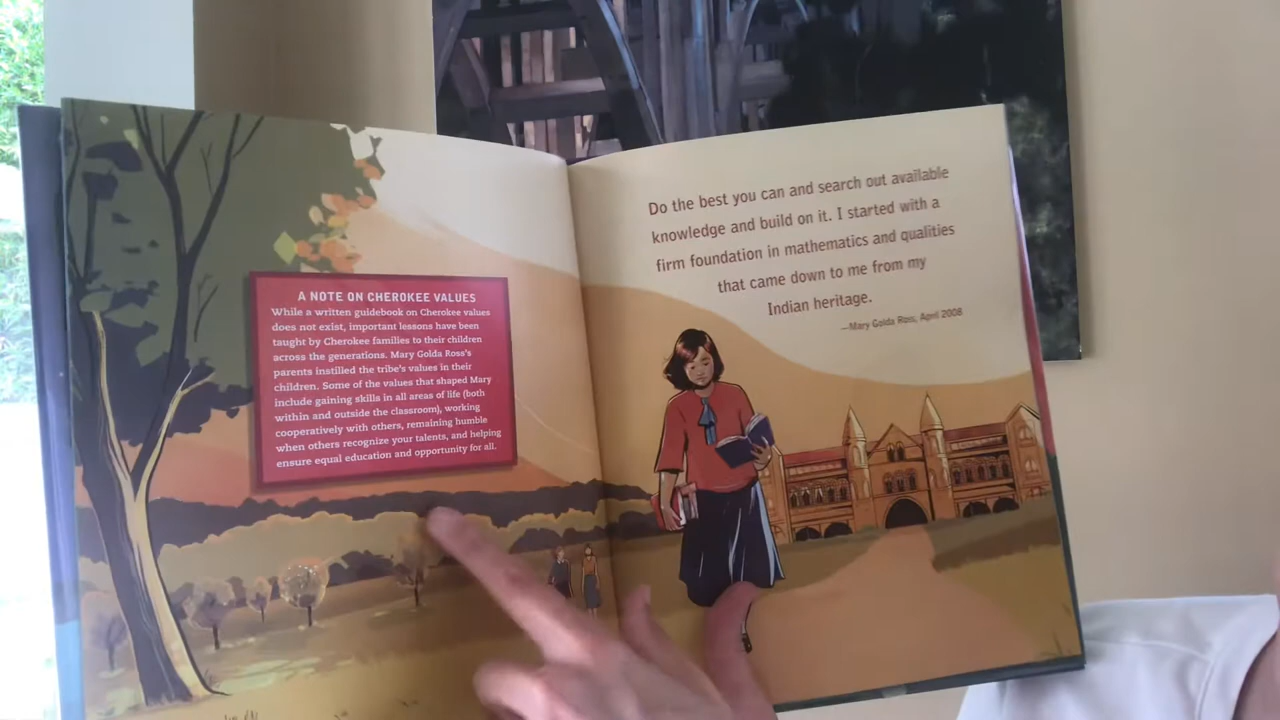 A NOTE ON CHEROKEE VALUES
While a written guidebook on Cherokee values
does not exist, important lessons have been
taught by Cherokee families to their children
across the generations. Mary Golda Ross's
parents instilled the tribe's values in their
children. Some of the values that shaped Mary
include gaining skills in all areas of life (both
within and outside the classroom), working
cooperatively with others, remaining humble
when others recognize your talents, and helping
ensure equal education and opportunity for all.
Do the best you can and search out available
knowledge and build on it. I started with a
firm foundation in mathematics and qualities
that came down to me from my
Indian heritage.
—Mary Golda Ross, April 2008